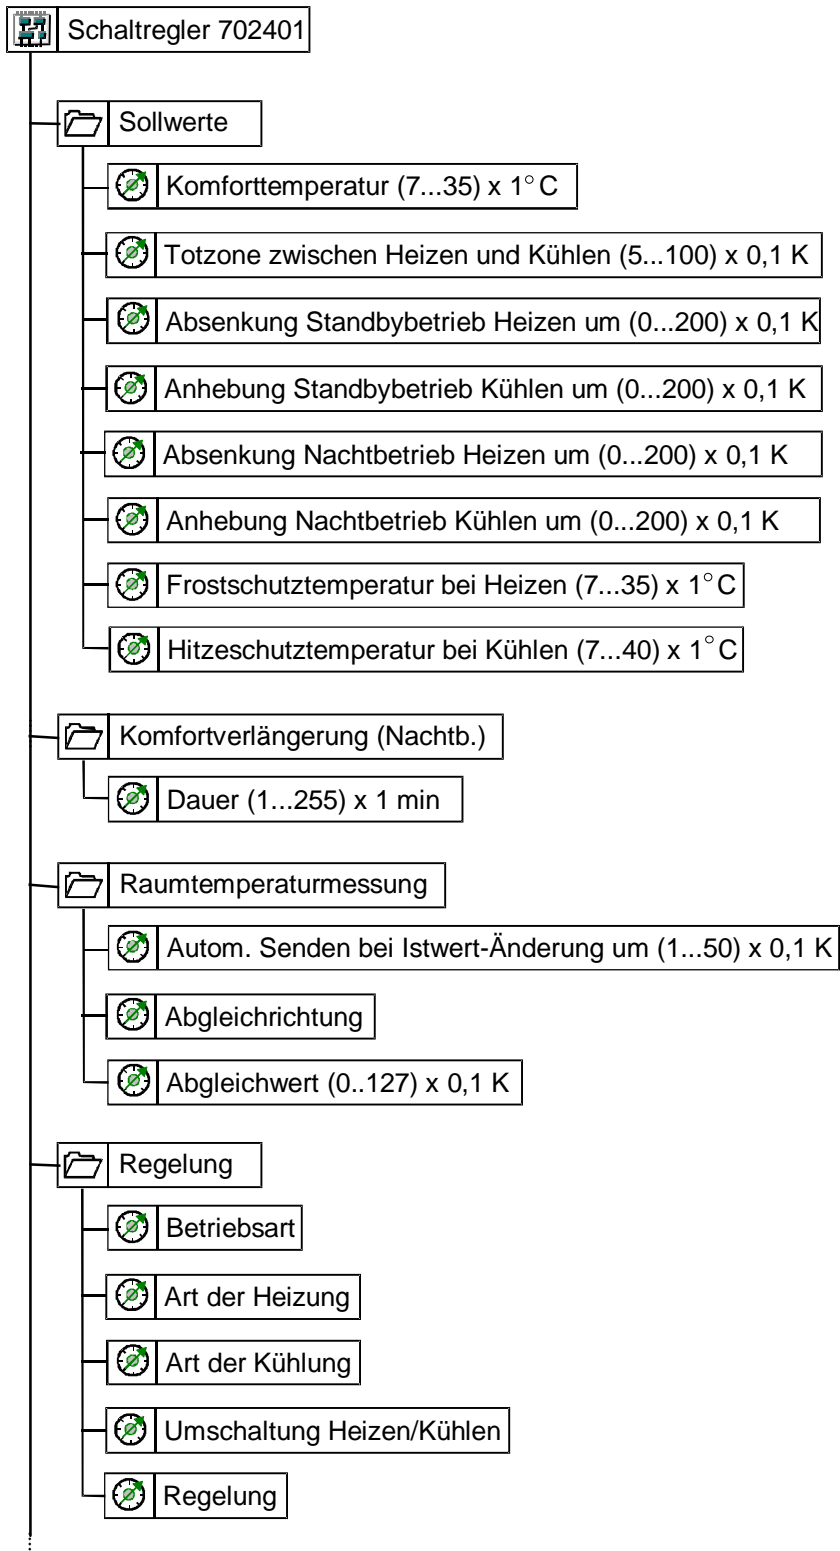 Schaltregler 702401
Sollwerte
Komforttemperatur (7...35) x 1°C
Totzone zwischen Heizen und Kühlen (5...100) x 0,1 K
Absenkung Standbybetrieb Heizen um (0...200) x 0,1 K
Anhebung Standbybetrieb Kühlen um (0...200) x 0,1 K
Absenkung Nachtbetrieb Heizen um (0...200) x 0,1 K
Anhebung Nachtbetrieb Kühlen um (0...200) x 0,1 K
Frostschutztemperatur bei Heizen (7...35) x 1°C
Hitzeschutztemperatur bei Kühlen (7...40) x 1°C
Komfortverlängerung (Nachtb.)
Dauer (1...255) x 1 min
Raumtemperaturmessung
Autom. Senden bei Istwert-Änderung um (1...50) x 0,1 K
Abgleichrichtung
Abgleichwert (0..127) x 0,1 K
Regelung
Betriebsart
Art der Heizung
Art der Kühlung
Umschaltung Heizen/Kühlen
Regelung